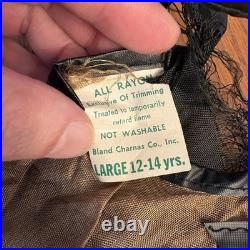 ALL RAYON
Exclusive Of Trimming
Treated to temporarily
retard flame
NOT WASHABLE
Bland Charnas Co., Inc.
LARGE 12-14 yrs.